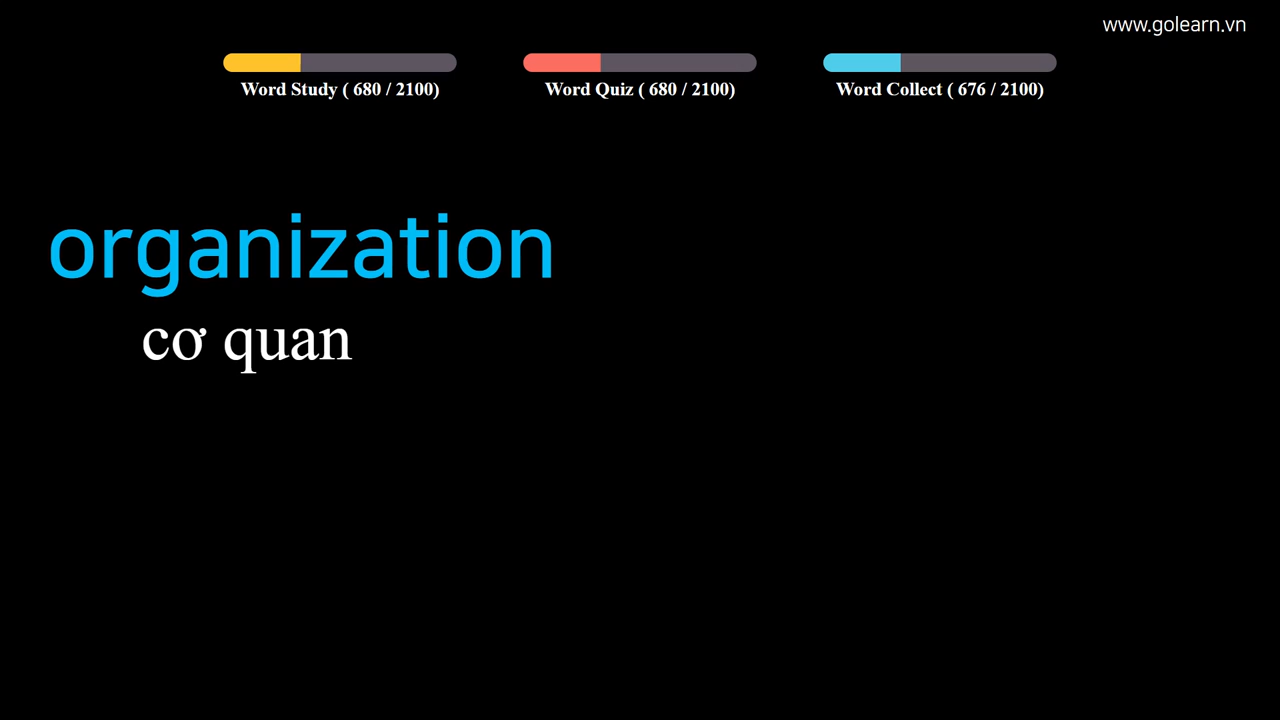 www.golearn.vn
Word Study ( 680 / 2100)
Word Quiz ( 680 / 2100)
Word Collect ( 676 / 2100)
organization
cơ quan